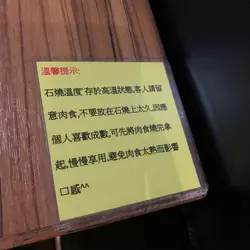 溫馨提示:
石燒溫度存於高溫狀態,客人請留
意肉食,不要放在石燒上太久,因應
個人喜歡成數,可先將肉食燒完拿
起,慢慢享用,避免肉食太熟而影響
口感^^